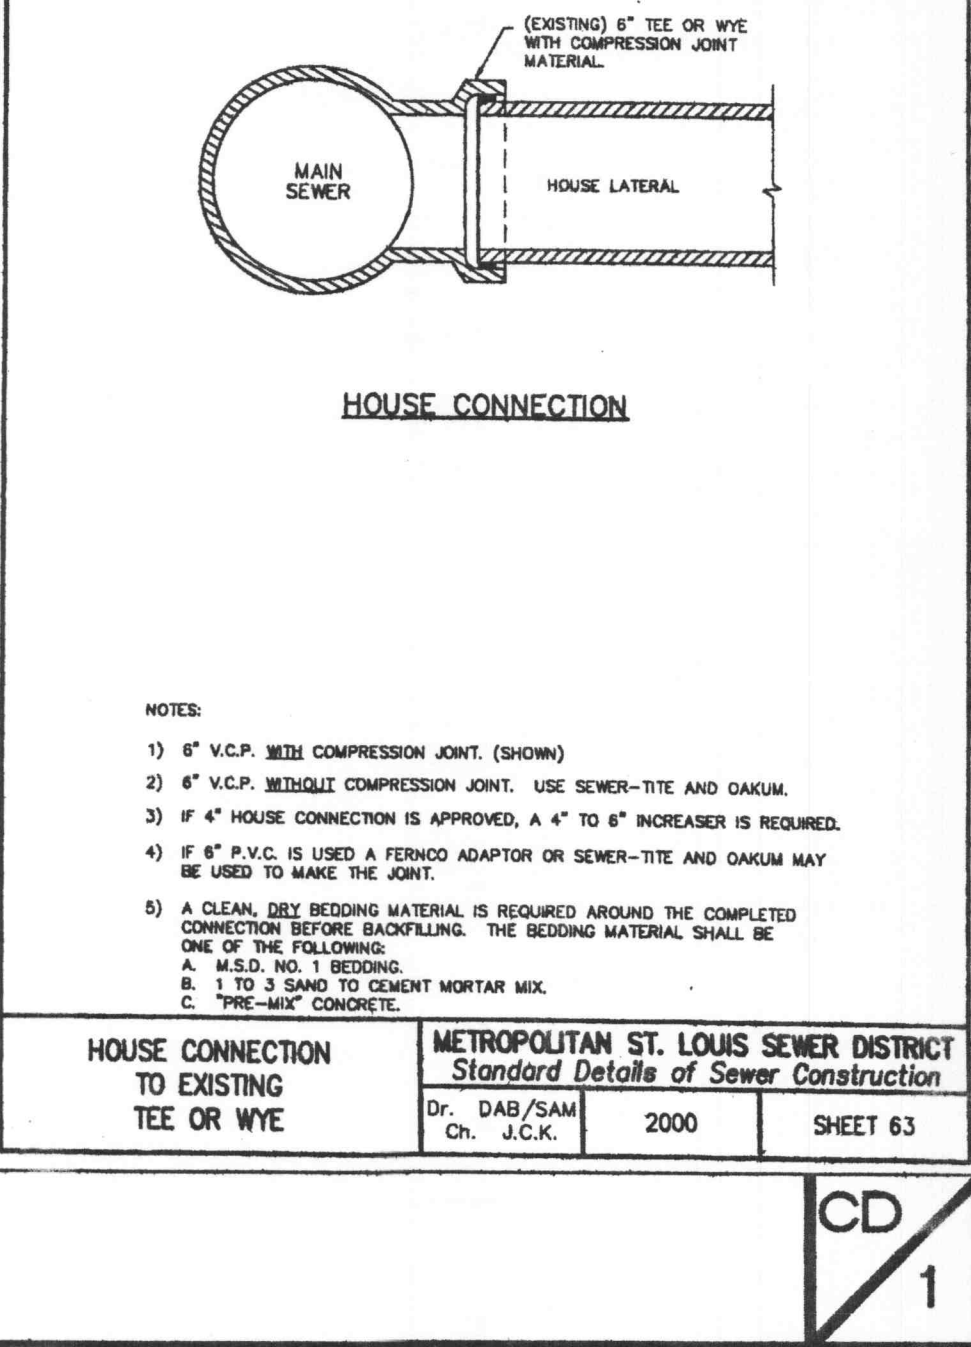 (EXISTING) 6" TEE OR WYE
WITH COMPRESSION JOINT
MATERIAL
MAIN
SEWER
HOUSE LATERAL
HOUSE CONNECTION
NOTES:
1) 6" V.C.P. WITH COMPRESSION JOINT. (SHOWN)
2) 6" V.C.P. WITHOUT COMPRESSION JOINT. USE SEWER-TITE AND OAKUM.
3) IF 4" HOUSE CONNECTION IS APPROVED, A 4" TO 6" INCREASER IS REQUIRED.
4) IF 6" P.V.C. IS USED A FERNCO ADAPTOR OR SEWER-TITE AND OAKUM MAY
BE USED TO MAKE THE JOINT.
5) A CLEAN, DRY BEDDING MATERIAL IS REQUIRED AROUND THE COMPLETED
CONNECTION BEFORE BACKFILLING. THE BEDDING MATERIAL SHALL BE
ONE OF THE FOLLOWING:
A. M.S.D. NO. 1 BEDDING.
B. 1 TO 3 SAND TO CEMENT MORTAR MIX.
C. "PRE-MIX" CONCRETE.
HOUSE CONNECTION
TO EXISTING
TEE OR WYE
METROPOLITAN ST. LOUIS SEWER DISTRICT
Standard Details of Sewer Construction
Dr. DAB/SAM
Ch. J.C.K.
2000
SHEET 63
CD
1